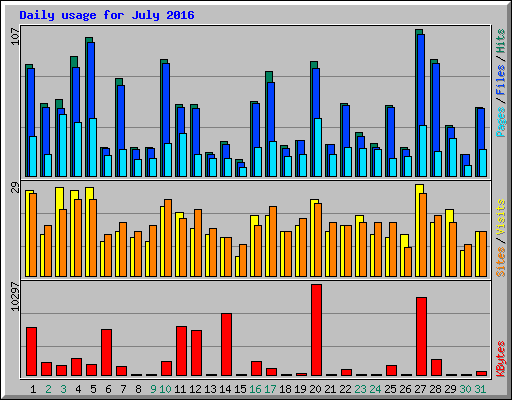 Daily usage for July 2016
107
Pages / Files / Hits
29
Sites / Visits
10297
KBytes
1 2 3 4 5 6 7 8 9 10 11 12 13 14 15 16 17 18 19 20 21 22 23 24 25 26 27 28 29 30 31